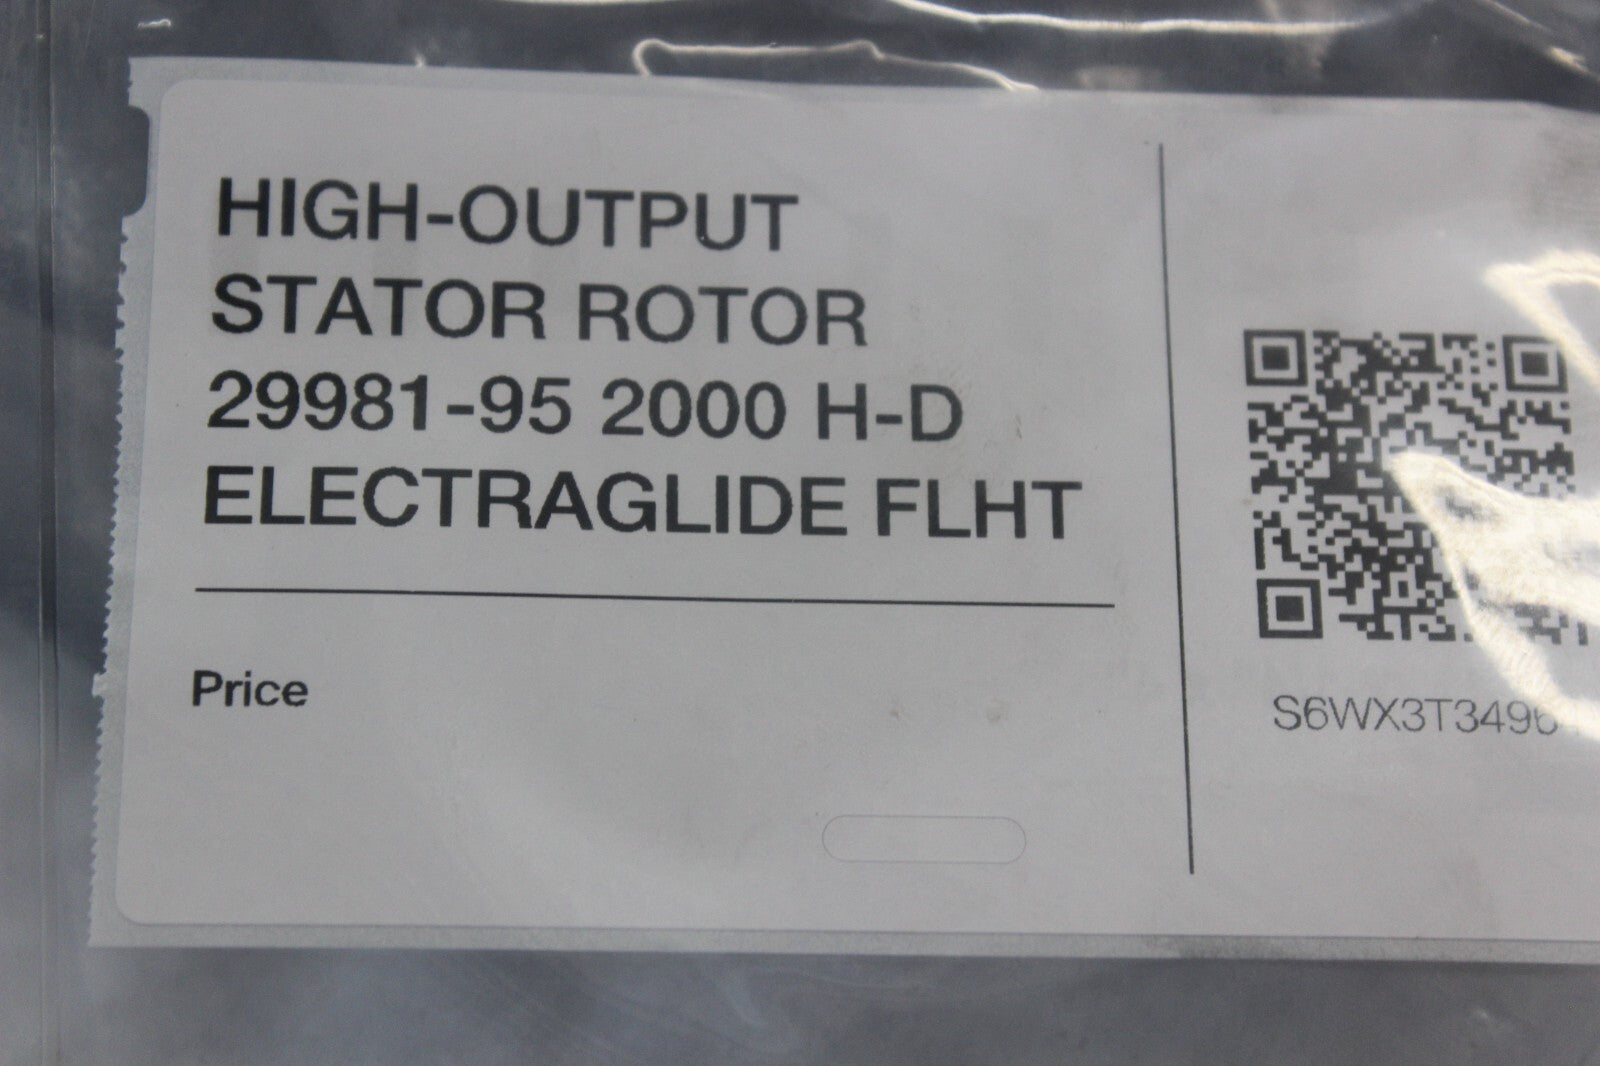 HIGH-OUTPUT
STATOR ROTOR
29981-95 2000 H-D
ELECTRAGLIDE FLHT
Price